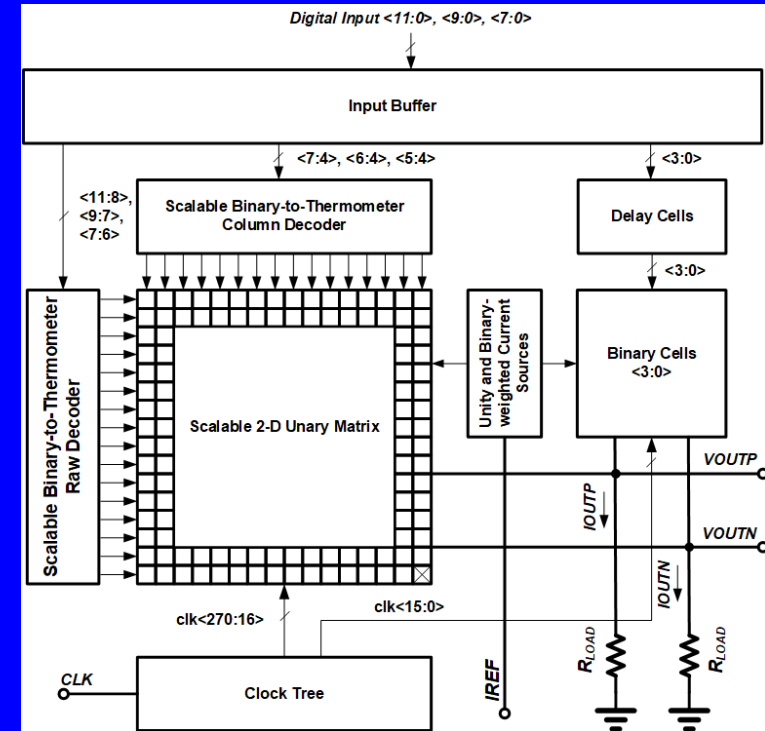 Digital Input <11:0>, <9:0>, <7:0>
Input Buffer
<7:4>, <6:4>, <5:4>
<3:0>
<11:8>,
<9:7>,
<7:6>
Scalable Binary-to-Thermometer
Column Decoder
Delay Cells
<3:0>
Scalable Binary-to-Thermometer
Raw Decoder
Scalable 2-D Unary Matrix
Unity and Binary-
weighted Current
Sources
Binary Cells
<3:0>
VOUTP
IOUTP
VOUTN
IOUTN
clk<270:16>
clk<15:0>
CLK
Clock Tree
IREF
RLOAD
RLOAD